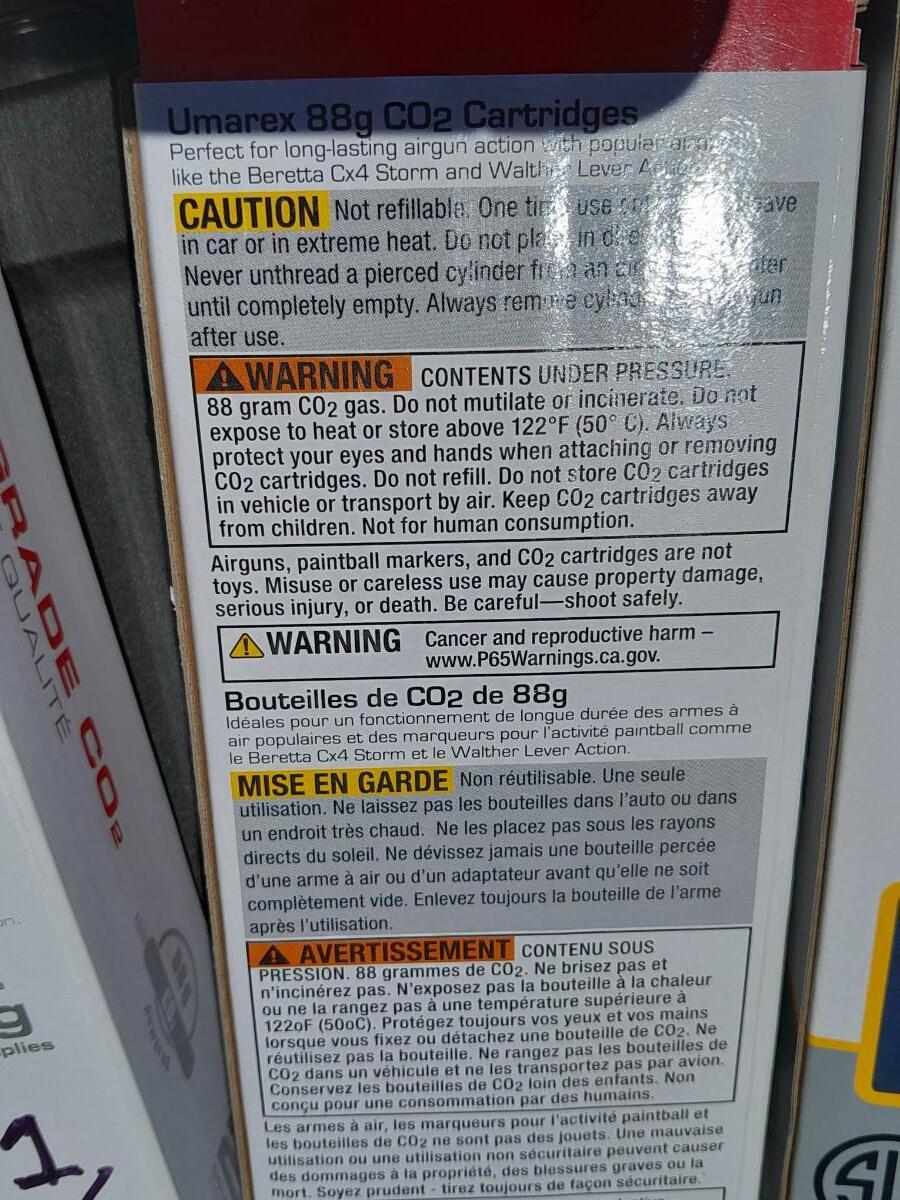 Umarex 88g CO2 Cartridges
Perfect for long-lasting airgun action with popular
like the Beretta Cx4 Storm and Walther Lever Action
CAUTION Not refillable. One time use
in car or in extreme heat. Do not place in
Never unthread a pierced cylinder from an
until completely empty. Always remove cylinder
after use.
WARNING CONTENTS UNDER PRESSURE.
88 gram CO2 gas. Do not mutilate or incinerate. Do not
expose to heat or store above 122°F (50° C). Always
protect your eyes and hands when attaching or removing
CO2 cartridges. Do not refill. Do not store CO2 cartridges
in vehicle or transport by air. Keep CO2 cartridges away
from children. Not for human consumption.
Airguns, paintball markers, and CO2 cartridges are not
toys. Misuse or careless use may cause property damage,
serious injury, or death. Be careful—shoot safely.
WARNING Cancer and reproductive harm –
www.P65Warnings.ca.gov.
Bouteilles de CO2 de 88g
Idéales pour un fonctionnement de longue durée des armes à
air populaires et des marqueurs pour l'activité paintball comme
le Beretta Cx4 Storm et le Walther Lever Action.
MISE EN GARDE Non réutilisable. Une seule
utilisation. Ne laissez pas les bouteilles dans l'auto ou dans
un endroit très chaud. Ne les placez pas sous les rayons
directs du soleil. Ne dévissez jamais une bouteille percée
d'une arme à air ou d'un adaptateur avant qu'elle ne soit
complètement vide. Enlevez toujours la bouteille de l'arme
après l'utilisation.
AVERTISSEMENT CONTENU SOUS
PRESSION. 88 grammes de CO2. Ne brisez pas et
n'incinérez pas. N'exposez pas la bouteille à la chaleur
ou ne la rangez pas à une température supérieure à
122oF (50oC). Protégez toujours vos yeux et vos mains
lorsque vous fixez ou détachez une bouteille de CO2. Ne
réutilisez pas la bouteille. Ne rangez pas les bouteilles de
CO2 dans un véhicule et ne les transportez pas par avion.
Conservez les bouteilles de CO2 loin des enfants. Non
conçu pour une consommation par des humains.
Les armes à air, les marqueurs pour l'activité paintball et
les bouteilles de CO2 ne sont pas des jouets. Une mauvaise
utilisation ou une utilisation non sécuritaire peuvent causer
des dommages à la propriété, des blessures graves ou la
mort. Soyez prudent - tirez toujours de façon sécuritaire.
GRADE CO2
QUALITÉ
1,